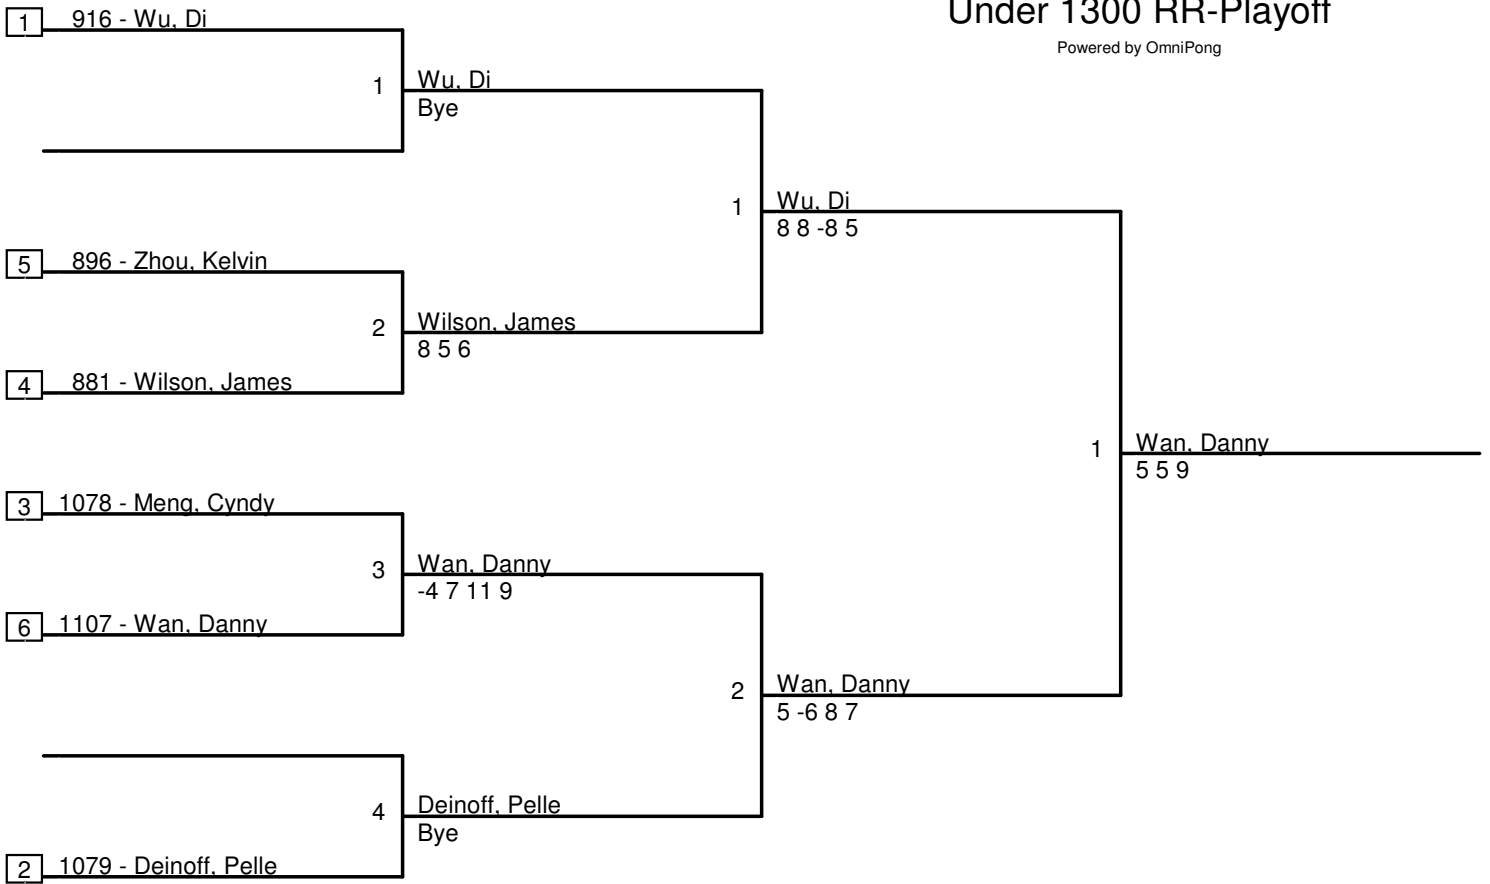 Under 1300 RR-Playoff
Powered by OmniPong
1 916 - Wu, Di
1 Wu, Di
Bye
1 Wu, Di
8 8 -8 5
5 896 - Zhou, Kelvin
2 Wilson, James
8 5 6
4 881 - Wilson, James
1 Wan, Danny
5 5 9
3 1078 - Meng, Cyndy
3 Wan, Danny
-4 7 11 9
6 1107 - Wan, Danny
2 Wan, Danny
5 -6 8 7
4 Deinoff, Pelle
Bye
2 1079 - Deinoff, Pelle